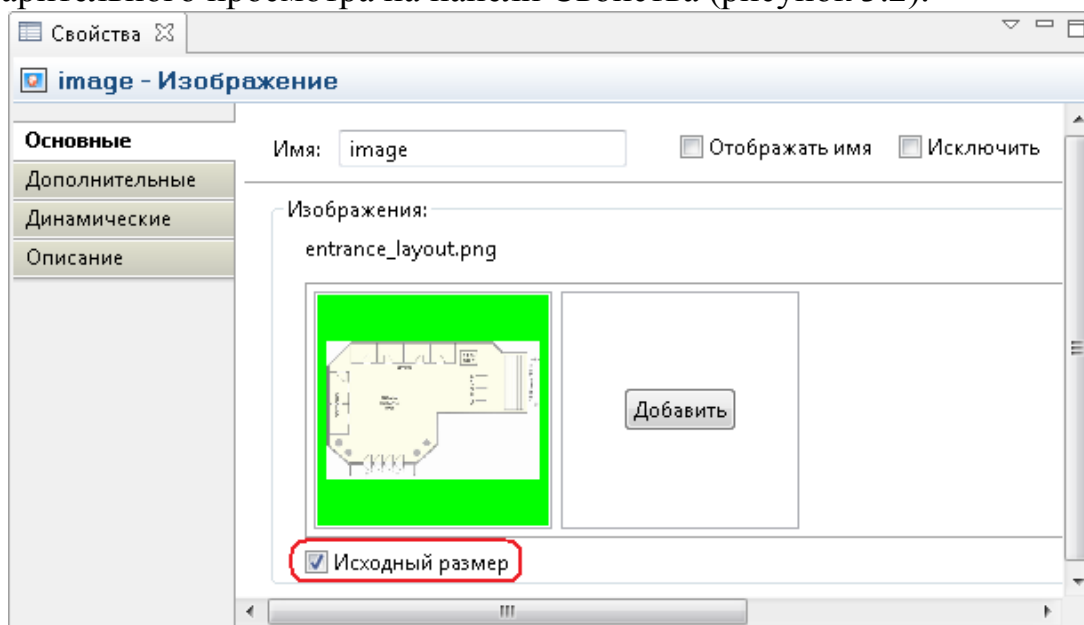 арительного просмотра на панели Свойства (рисунок 3.2).
Свойства
image - Изображение
Основные
Дополнительные
Динамические
Описание
Имя: image Отображать имя Исключить
Изображения:
entrance_layout.png
Добавить
Исходный размер